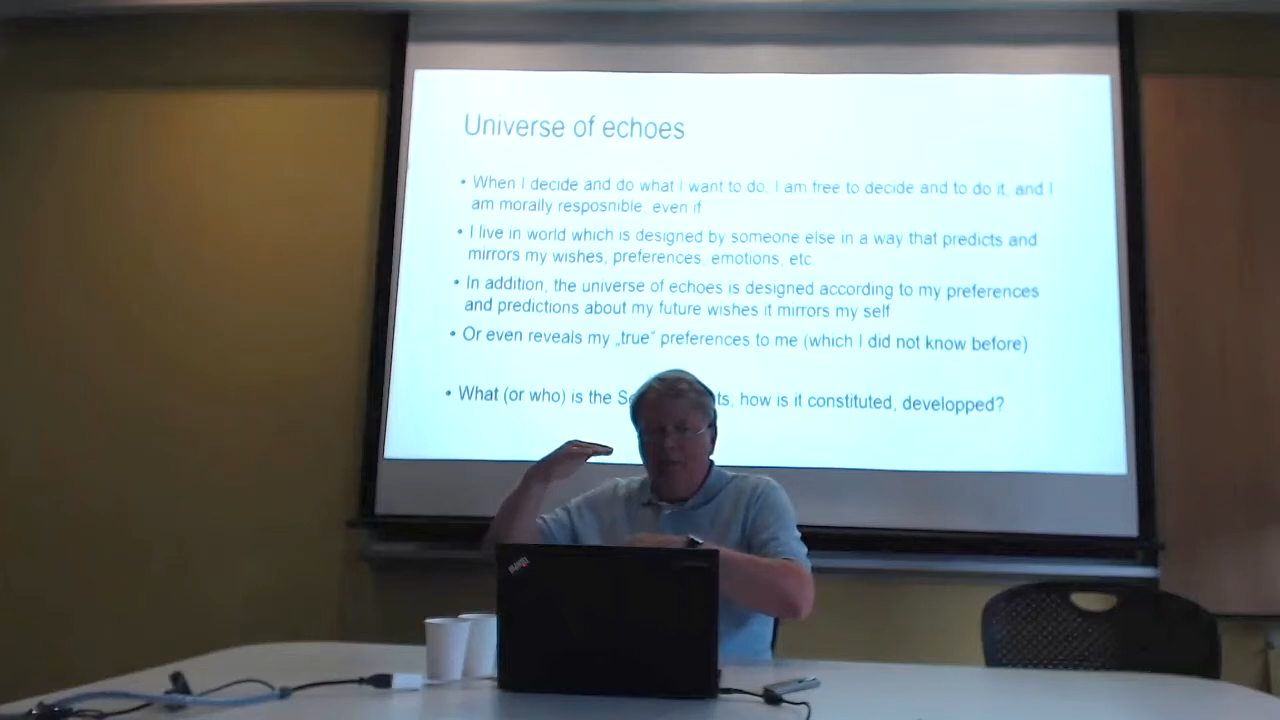 Universe of echoes
• When I decide and do what I want to do, I am free to decide and to do it, and I
am morally resposnible, even if
• I live in world which is designed by someone else in a way that predicts and
mirrors my wishes, preferences, emotions, etc.
• In addition, the universe of echoes is designed according to my preferences
and predictions about my future wishes it mirrors my self
• Or even reveals my „true“ preferences to me (which I did not know before)
• What (or who) is the how is it constituted, developped?